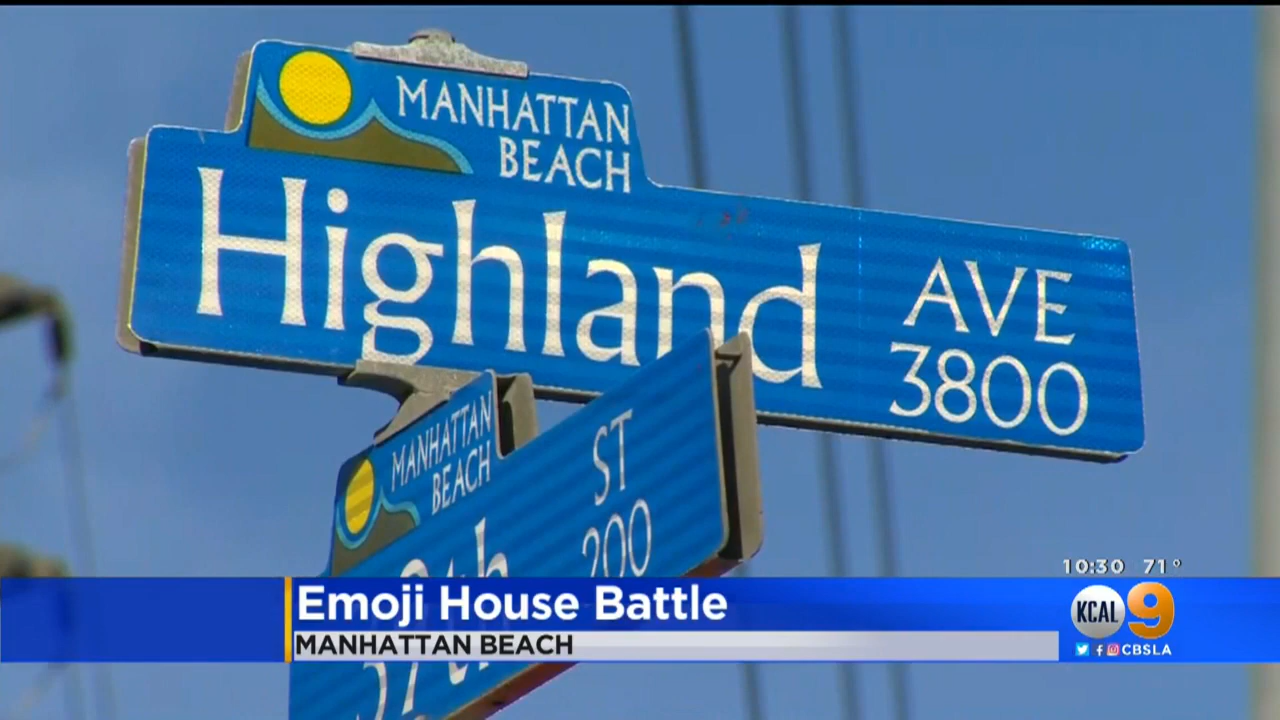 MANHATTAN
BEACH
Highland AVE
3800
MANHATTAN
BEACH
ST
200
10:30 71°
Emoji House Battle
MANHATTAN BEACH
KCAL 9
CBSLA
37th